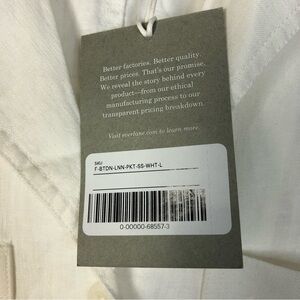 Better factories. Better quality.
Better prices. That's our promise.
We reveal the story behind every
product—from our ethical
manufacturing process to our
transparent pricing breakdown.
Visit everlane.com to learn more.
SKU
F-BTDN-LNN-PKT-SS-WHT-L
0-00000-68557-3